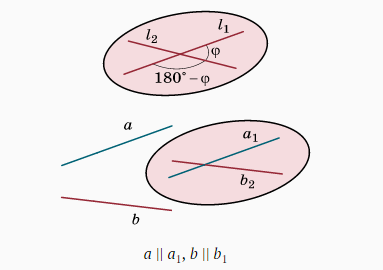 l₂ l₁
φ
180°–φ
a a₁
b₂
b
a || a₁, b || b₁